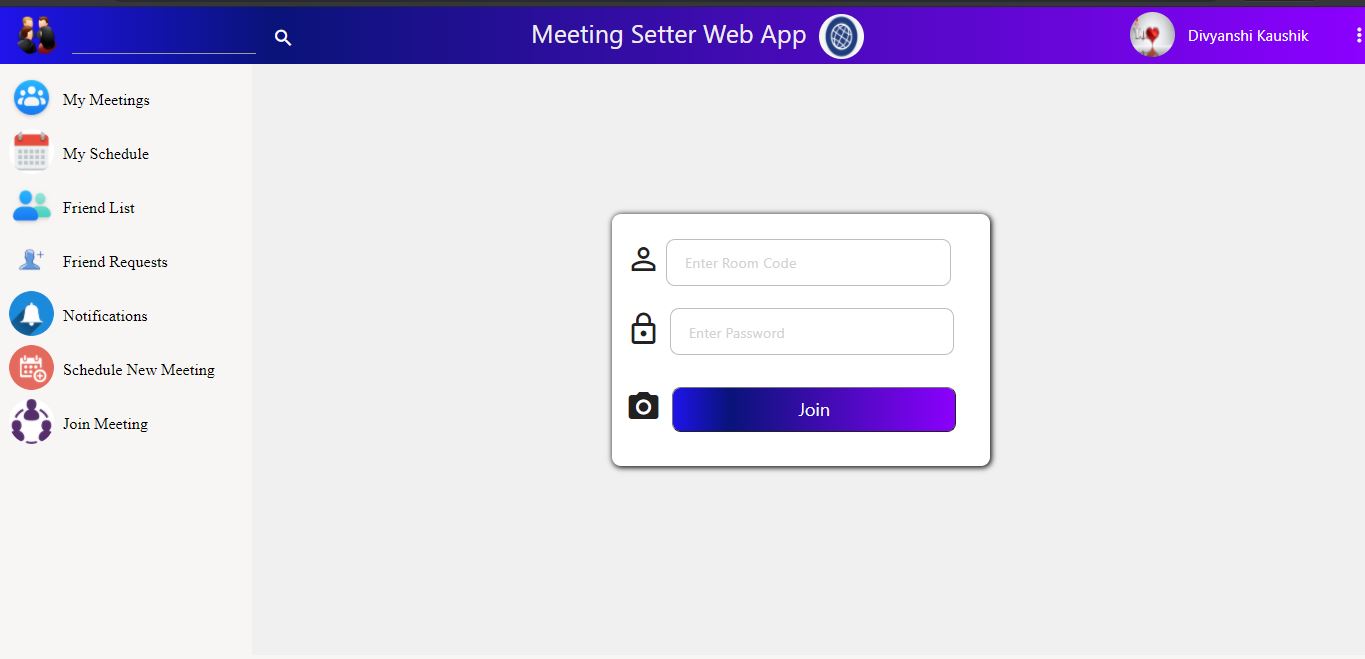 Meeting Setter Web App
Divyanshi Kaushik
My Meetings
My Schedule
Friend List
Friend Requests
Notifications
Schedule New Meeting
Join Meeting
Enter Room Code
Enter Password
Join